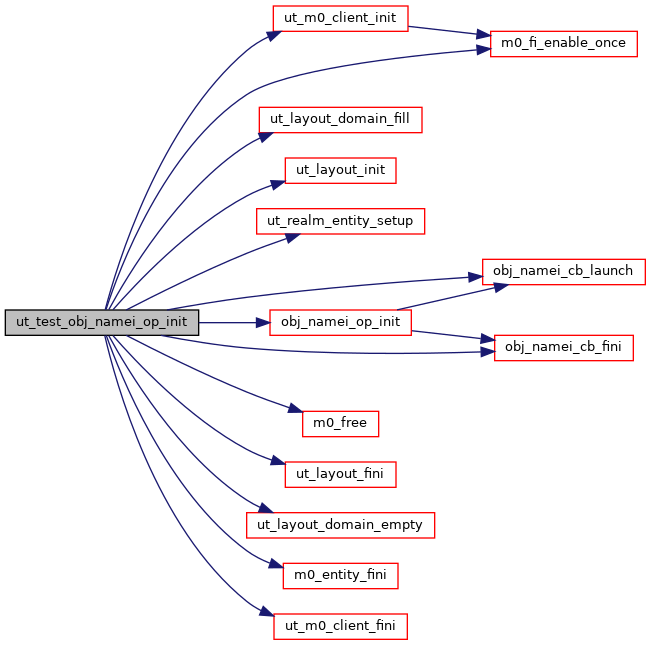 ut_m0_client_init
m0_fi_enable_once
ut_layout_domain_fill
ut_layout_init
ut_realm_entity_setup
obj_namei_cb_launch
ut_test_obj_namei_op_init
obj_namei_op_init
obj_namei_cb_fini
m0_free
ut_layout_fini
ut_layout_domain_empty
m0_entity_fini
ut_m0_client_fini